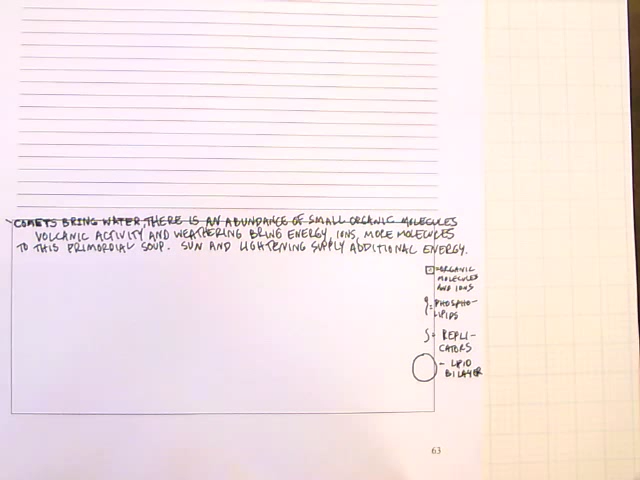 COMETS BRING WATER, THERE IS AN ABUNDANCE OF SMALL ORGANIC MOLECULES
VOLCANIC ACTIVITY AND WEATHERING BRING ENERGY, IONS, MORE MOLECULES
TO THIS PRIMORDIAL SOUP. SUN AND LIGHTENING SUPPLY ADDITIONAL ENERGY.
=ORGANIC
MOLECULES
AND IONS
=PHOSPHO-
LIPIDS
= REPLI-
CATORS
- LIPID
BILAYER
63